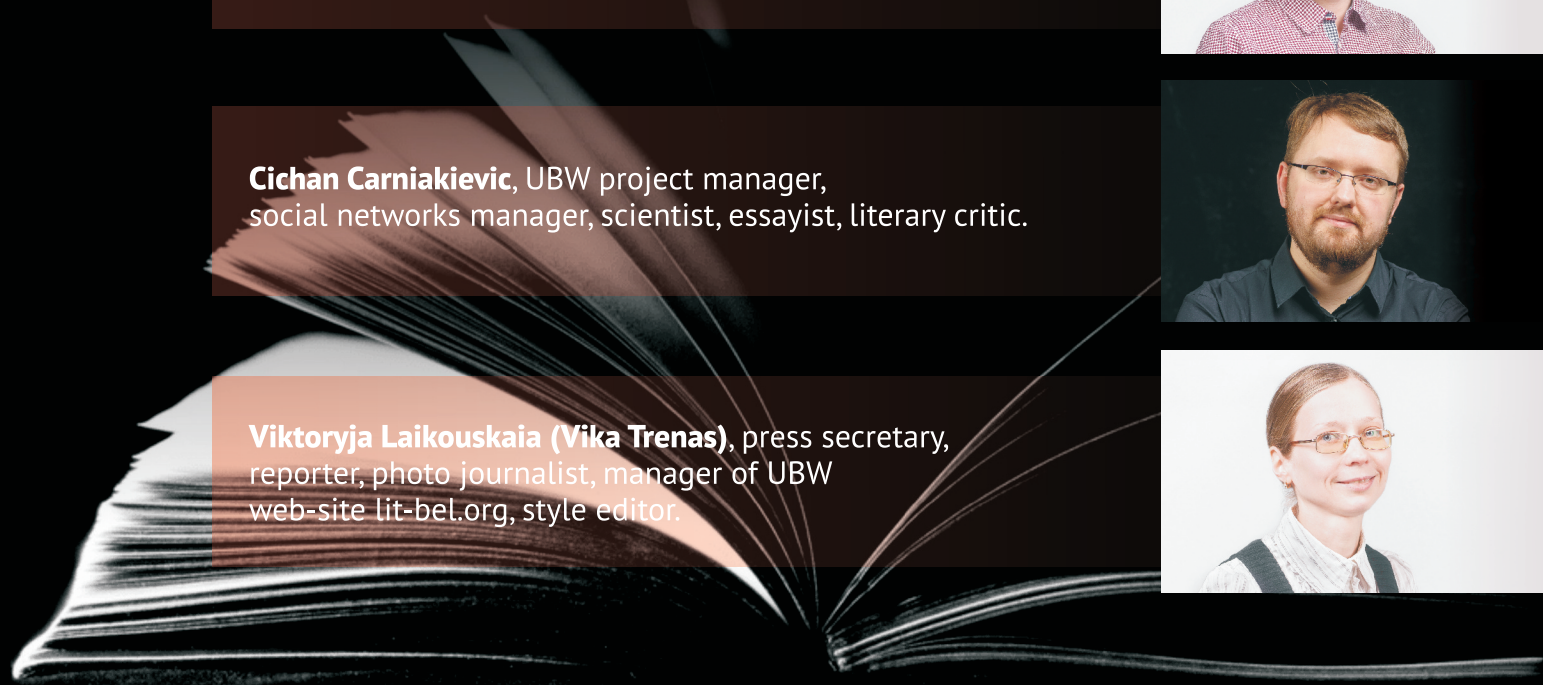 Cichan Carniakievic, UBW project manager,
social networks manager, scientist, essayist, literary critic.
Viktoryja Laikouskaia (Vika Trenas), press secretary,
reporter, photo journalist, manager of UBW
web-site lit-bel.org, style editor.